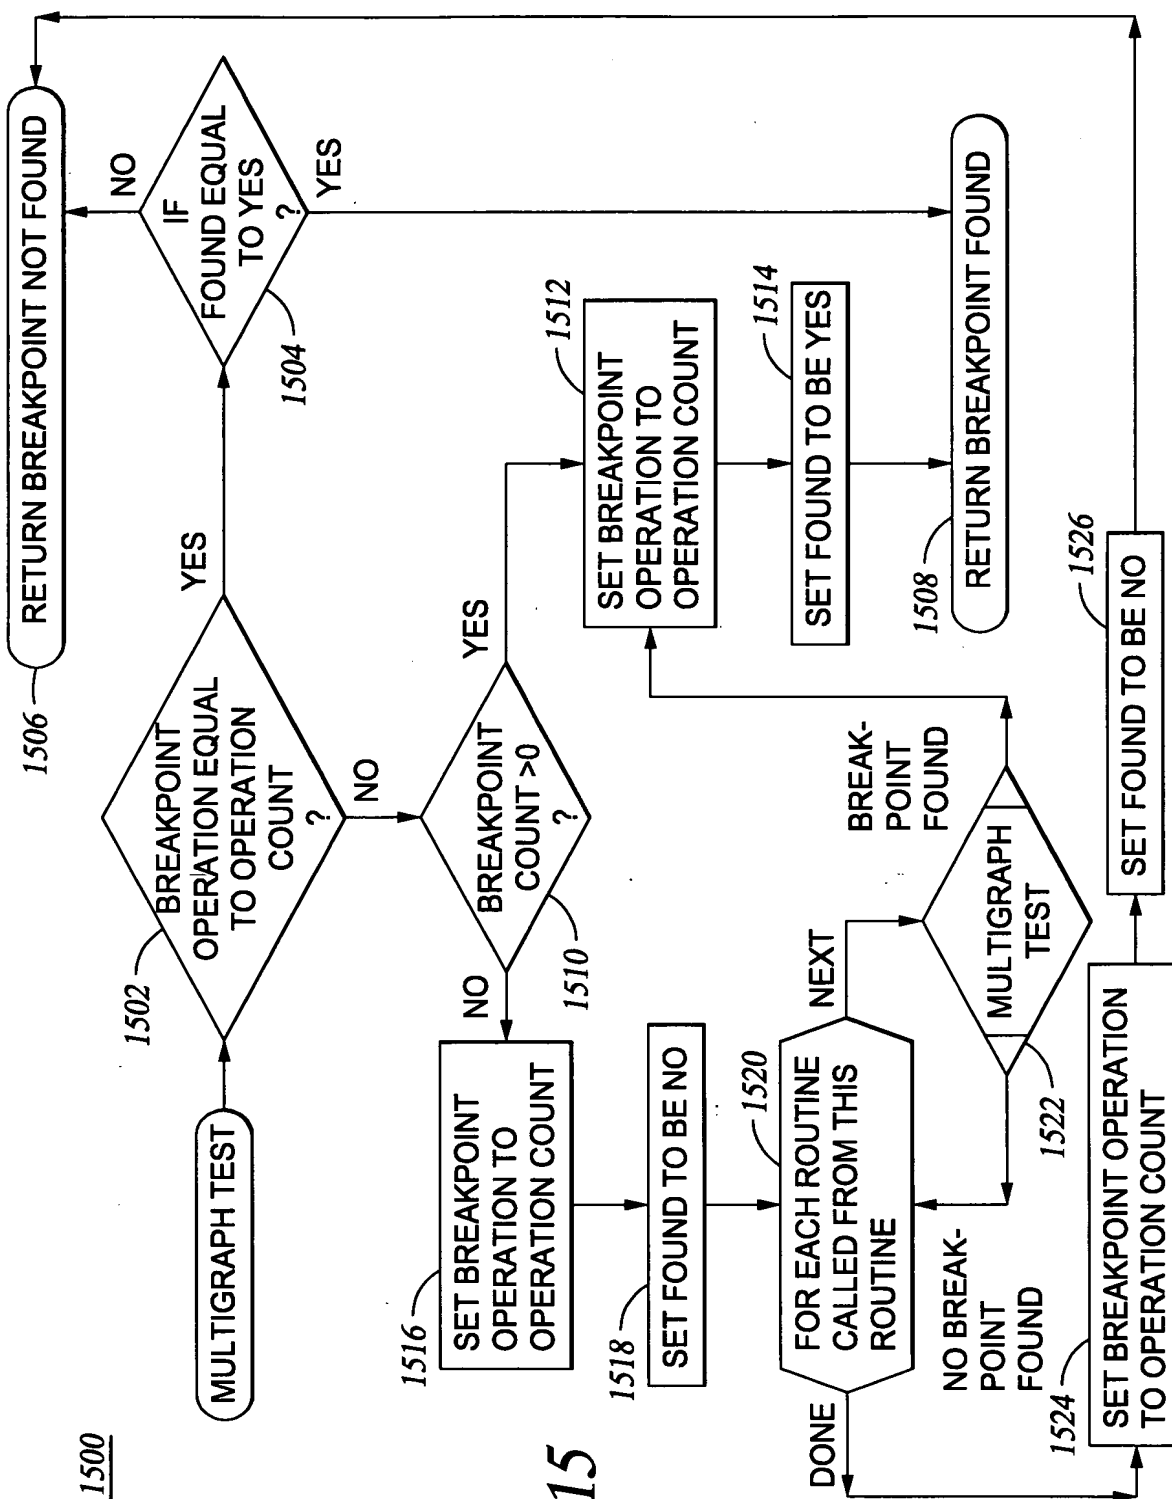 1500
MULTIGRAPH TEST
1502
BREAKPOINT
OPERATION EQUAL
TO OPERATION
COUNT
?
YES
NO
IF
FOUND EQUAL
TO YES
?
1504
NO
YES
RETURN BREAKPOINT NOT FOUND
1506
BREAKPOINT
COUNT >0
?
1510
NO
YES
SET BREAKPOINT
OPERATION TO
OPERATION COUNT
1512
SET FOUND TO BE YES
1514
RETURN BREAKPOINT FOUND
1508
SET BREAKPOINT
OPERATION TO
OPERATION COUNT
1516
SET FOUND TO BE NO
1518
FOR EACH ROUTINE
CALLED FROM THIS
ROUTINE
1520
NEXT
DONE
MULTIGRAPH
TEST
1522
BREAK-
POINT
FOUND
NO BREAK-
POINT
FOUND
SET BREAKPOINT OPERATION
TO OPERATION COUNT
1524
SET FOUND TO BE NO
1526
15